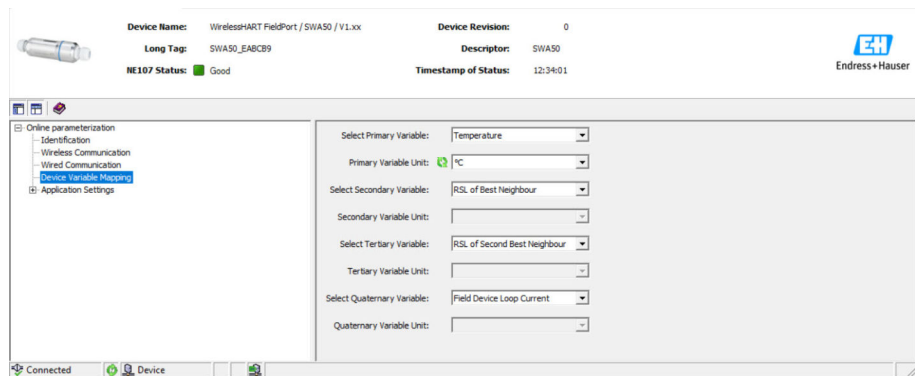 Device Name: WirelessHART FieldPort / SWA50 / V1.xx Device Revision: 0
Long Tag: SWA50_EABCB9 Descriptor: SWA50
NE107 Status: Good Timestamp of Status: 12:34:01
EH
Endress+Hauser
Online parameterization
Identification
Wireless Communication
Wired Communication
Device Variable Mapping
Application Settings
Select Primary Variable: Temperature
Primary Variable Unit: °C
Select Secondary Variable: RSL of Best Neighbour
Secondary Variable Unit:
Select Tertiary Variable: RSL of Second Best Neighbour
Tertiary Variable Unit:
Select Quaternary Variable: Field Device Loop Current
Quaternary Variable Unit:
Connected Device